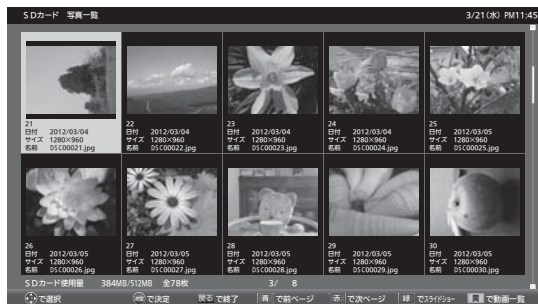 SDカード 写真一覧 3/21(水) PM11:45
21
日付 2012/03/04
サイズ 1280×960
名前 DSC00021.jpg
22
日付 2012/03/04
サイズ 1280×960
名前 DSC00022.jpg
23
日付 2012/03/04
サイズ 1280×960
名前 DSC00023.jpg
24
日付 2012/03/04
サイズ 1280×960
名前 DSC00024.jpg
25
日付 2012/03/05
サイズ 1280×960
名前 DSC00025.jpg
26
日付 2012/03/05
サイズ 1280×960
名前 DSC00026.jpg
27
日付 2012/03/05
サイズ 1280×960
名前 DSC00027.jpg
28
日付 2012/03/05
サイズ 1280×960
名前 DSC00028.jpg
29
日付 2012/03/05
サイズ 1280×960
名前 DSC00029.jpg
30
日付 2012/03/05
サイズ 1280×960
名前 DSC00030.jpg
SDカード使用量 384MB/512MB 全78枚 3/ 8
で選択 決定 で決定 戻る で終了 青 で前ページ 赤 で次ページ 緑 でスライドショー 黄 で動画一覧